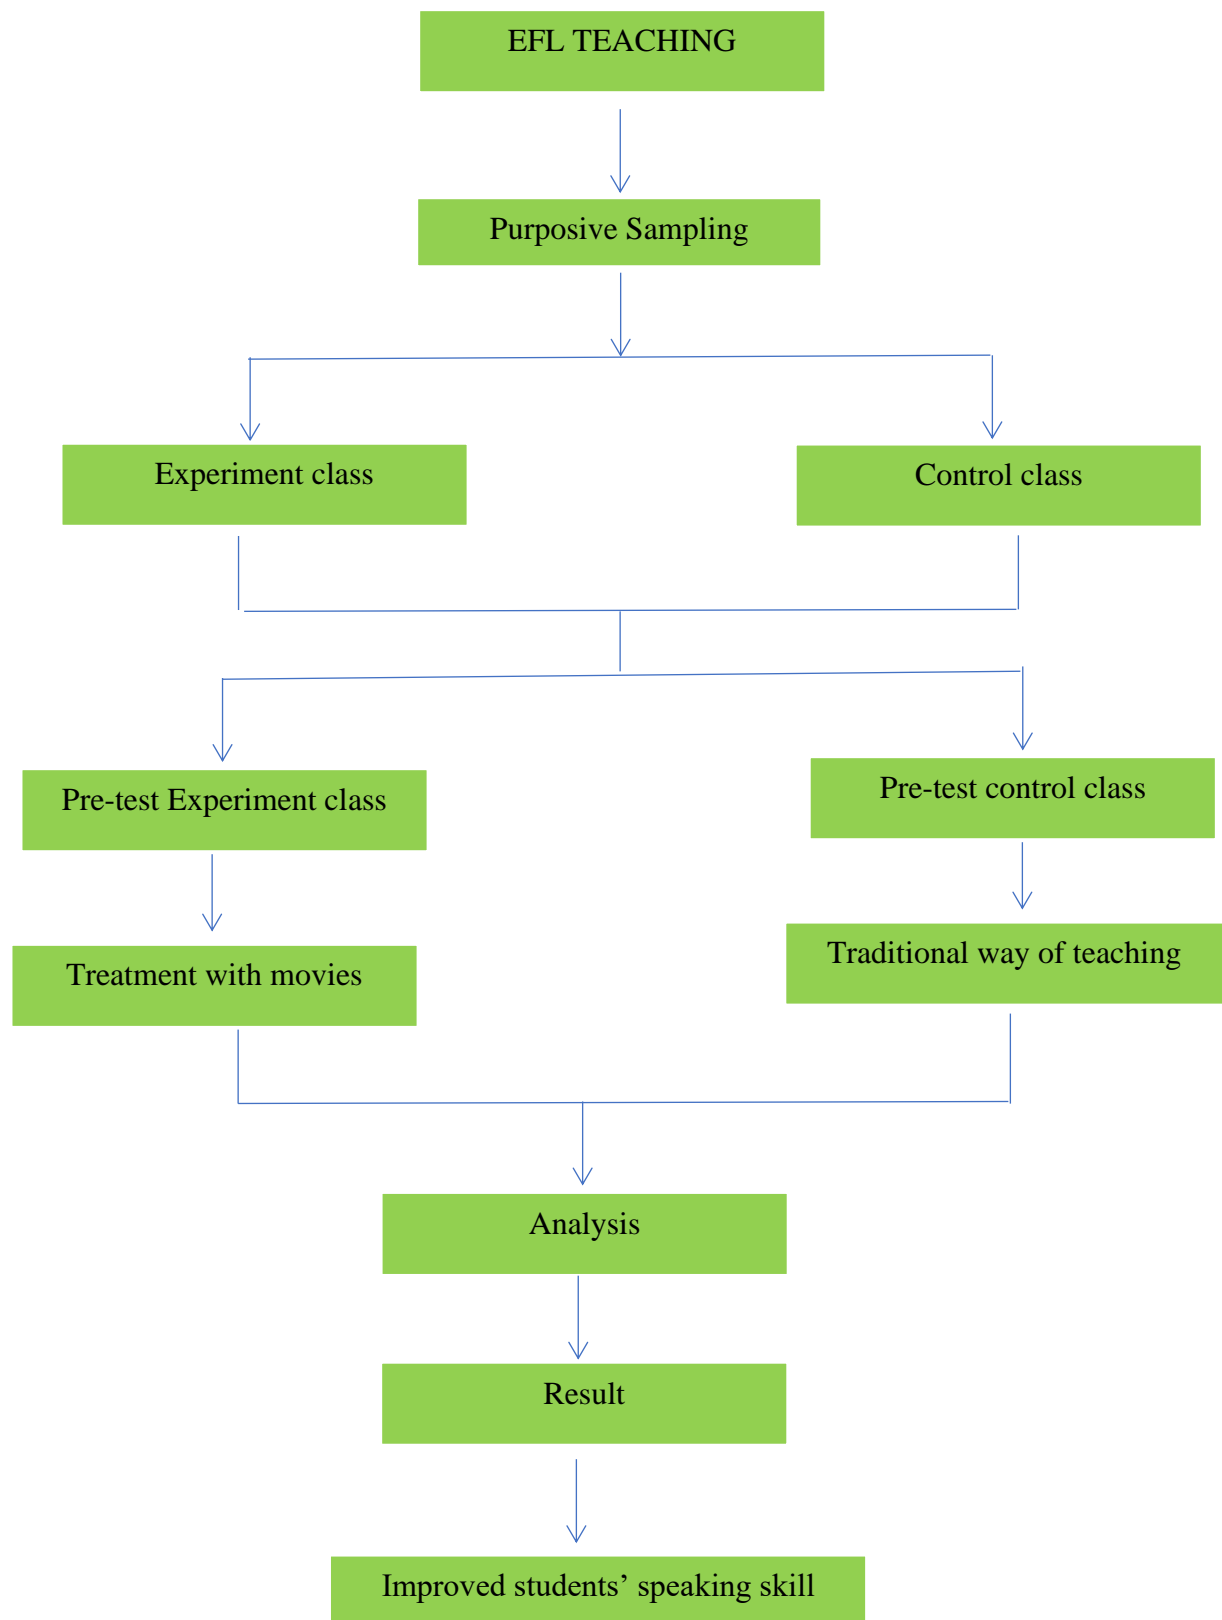 EFL TEACHING
Purposive Sampling
Experiment class
Control class
Pre-test Experiment class
Pre-test control class
Treatment with movies
Traditional way of teaching
Analysis
Result
Improved students’ speaking skill